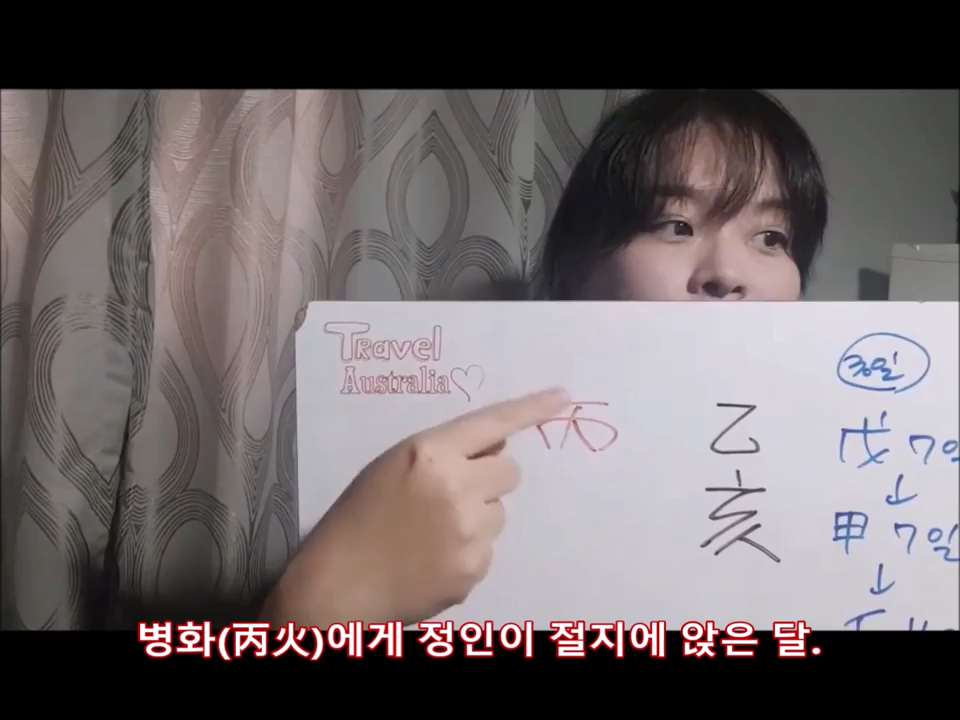 Travel
Australia
丙
乙
亥
30일
戊 7일
↓
甲 7일
↓
병화(丙火)에게 정인이 절지에 앉은 달.